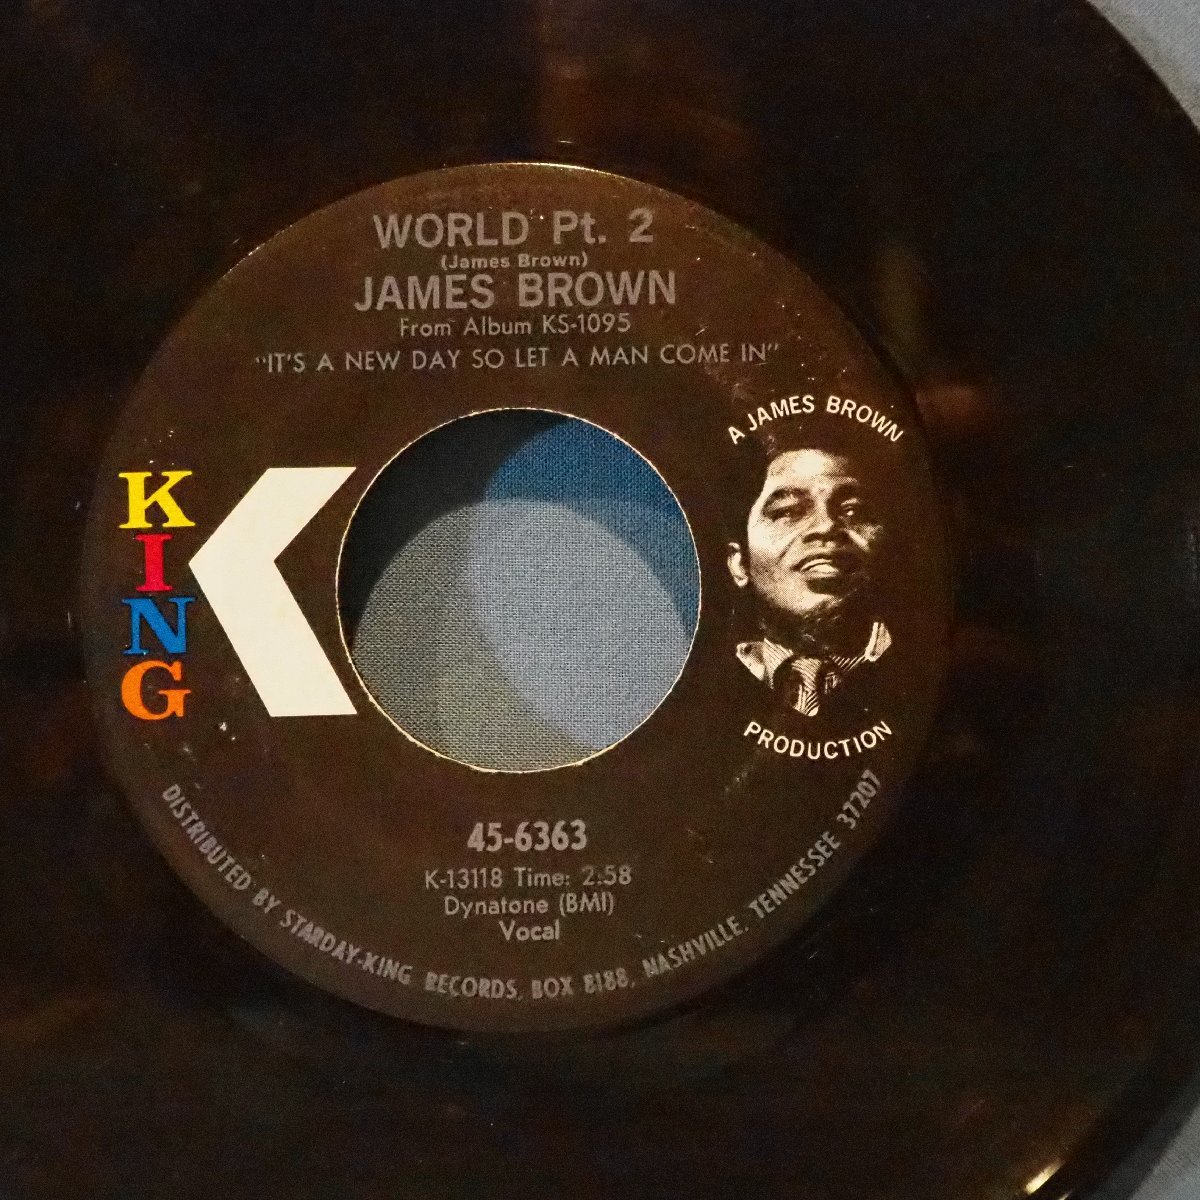 WORLD Pt. 2
(James Brown)
JAMES BROWN
From Album KS-1095
"IT'S A NEW DAY SO LET A MAN COME IN"
A JAMES BROWN
PRODUCTION
KING
K
45-6363
K-13118 Time: 2:58
Dynatone (BMI)
Vocal
DISTRIBUTED BY STARDAY-KING RECORDS, BOX 8188, NASHVILLE, TENNESSEE 37207